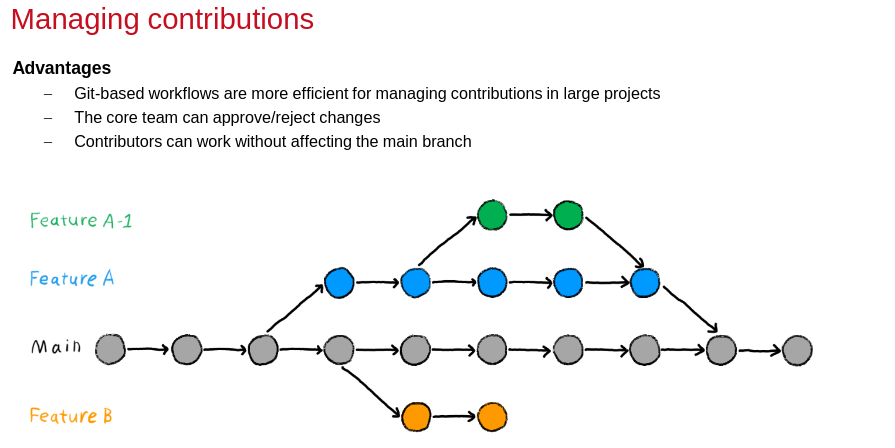 Managing contributions
Advantages
– Git-based workflows are more efficient for managing contributions in large projects
– The core team can approve/reject changes
– Contributors can work without affecting the main branch
Feature A-1
Feature A
Main
Feature B